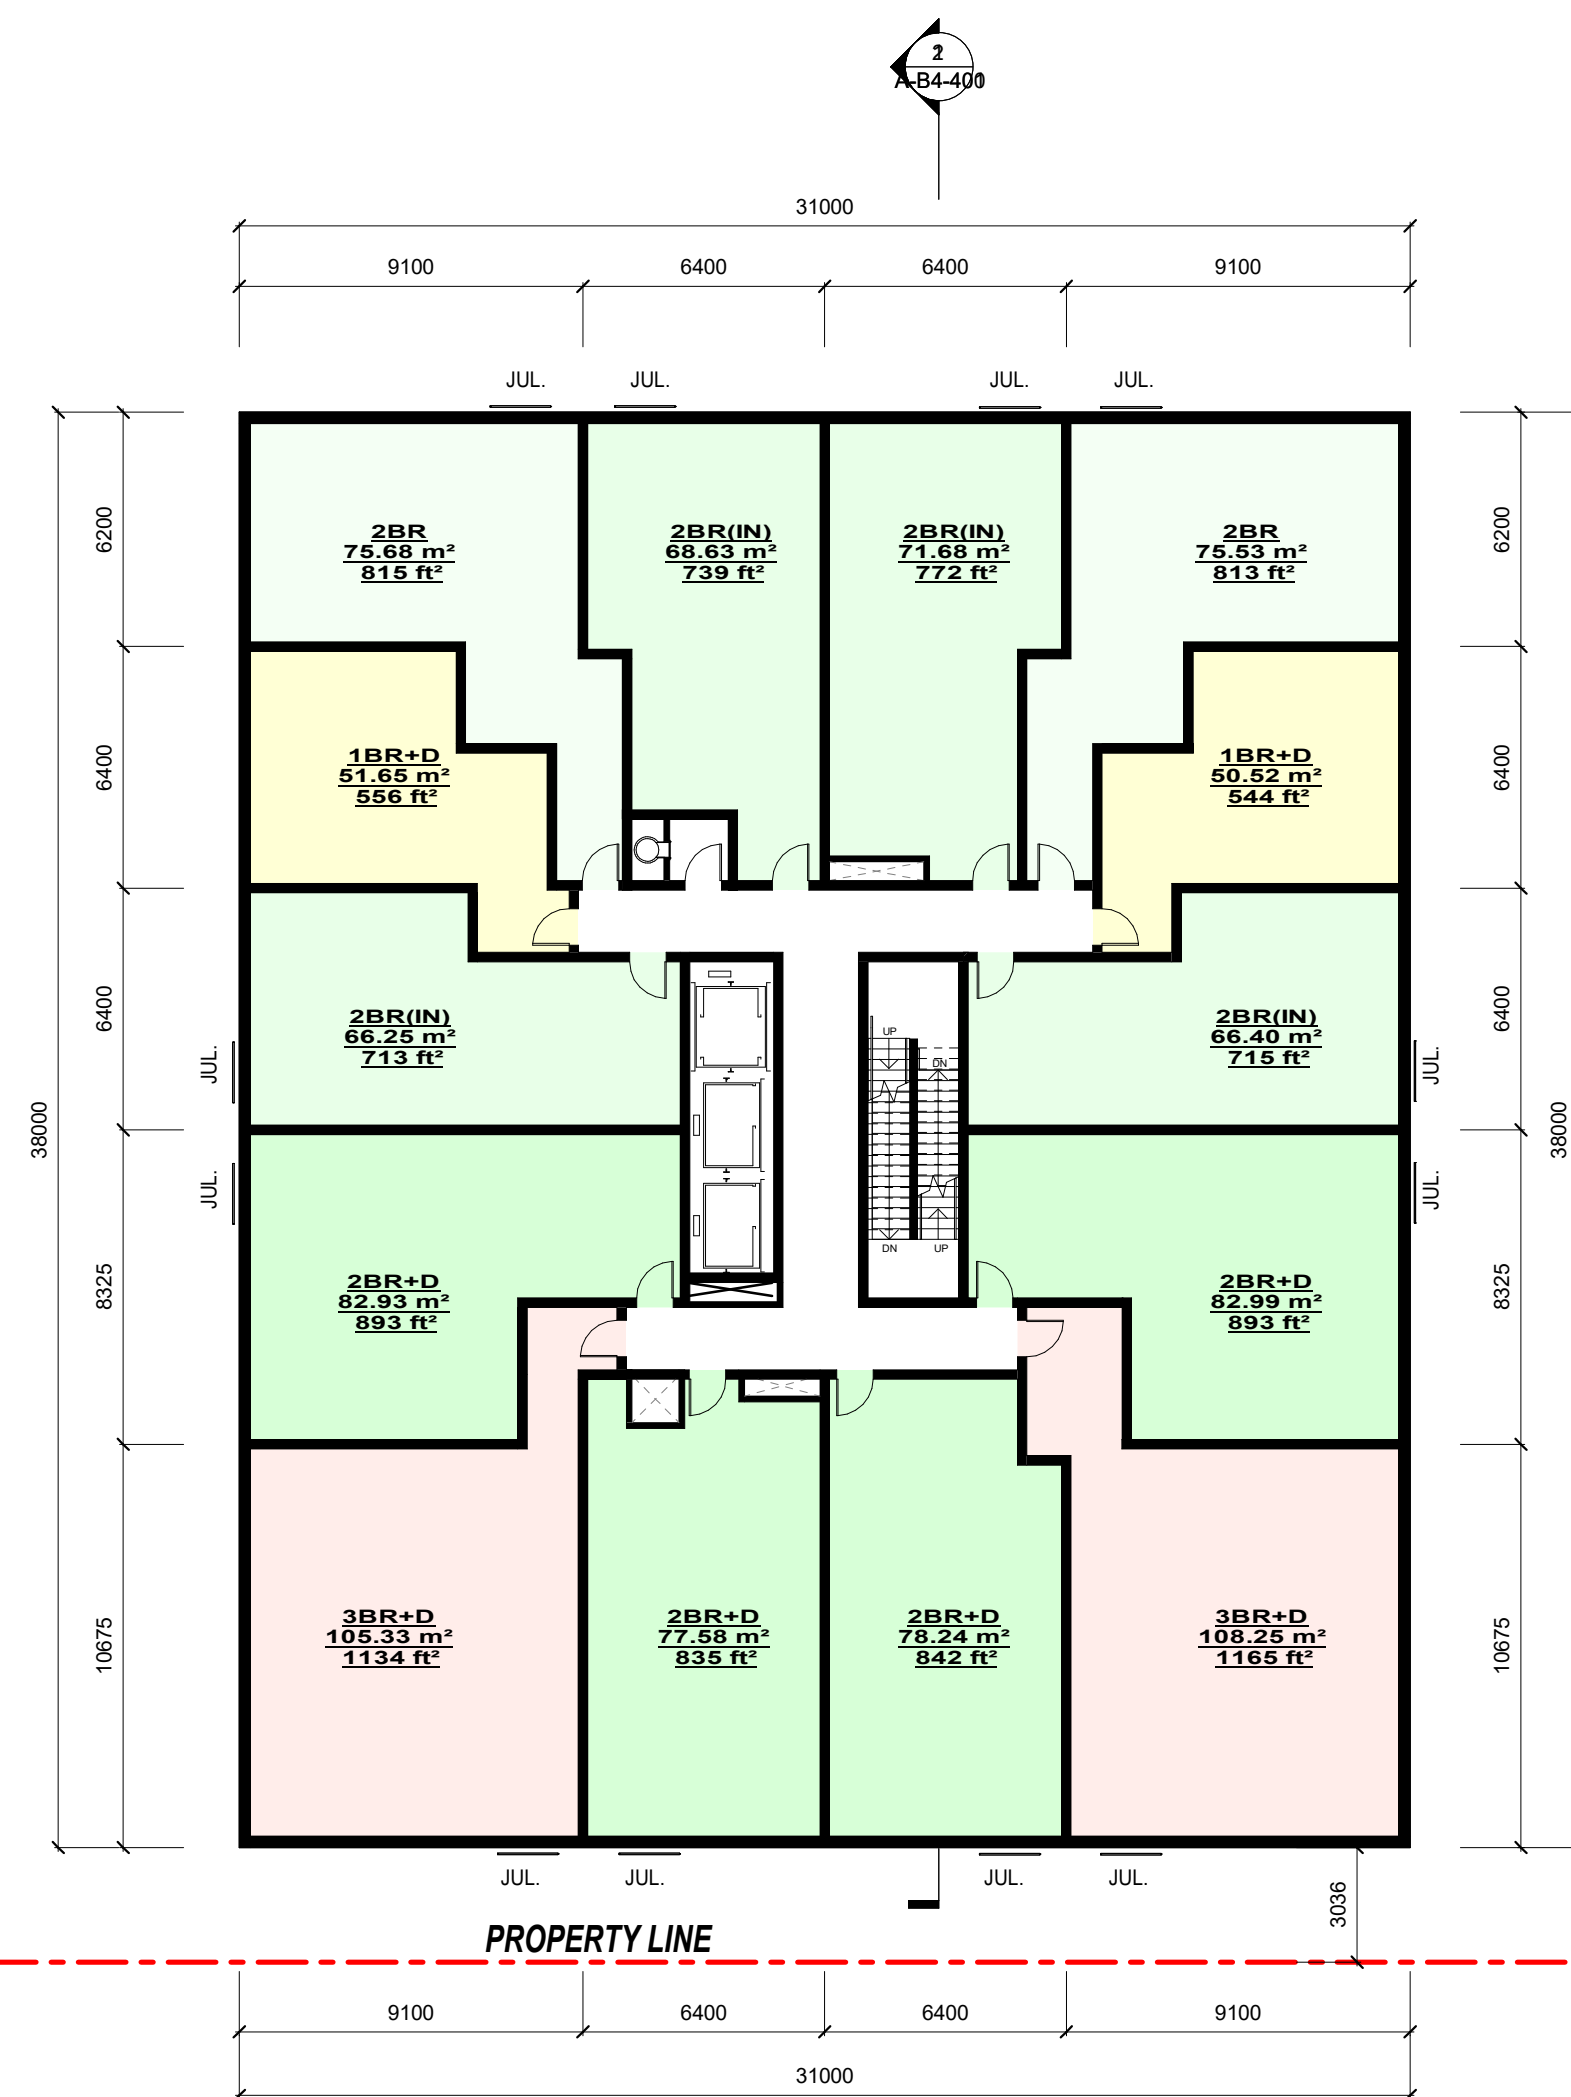 31000
9100
6400
6400
9100
JUL.
JUL.
JUL.
JUL.
6200
2BR
75.68 m²
815 ft²
2BR(IN)
68.63 m²
739 ft²
2BR(IN)
71.68 m²
772 ft²
2BR
75.53 m²
813 ft²
6200
6400
1BR+D
51.65 m²
556 ft²
1BR+D
50.52 m²
544 ft²
6400
6400
2BR(IN)
66.25 m²
713 ft²
UP
DN
2BR(IN)
66.40 m²
715 ft²
6400
JUL.
JUL.
38000
38000
JUL.
JUL.
8325
2BR+D
82.93 m²
893 ft²
DN
UP
2BR+D
82.99 m²
893 ft²
8325
10675
3BR+D
105.33 m²
1134 ft²
2BR+D
77.58 m²
835 ft²
2BR+D
78.24 m²
842 ft²
3BR+D
108.25 m²
1165 ft²
10675
JUL.
JUL.
JUL.
JUL.
3036
PROPERTY LINE
9100
6400
6400
9100
31000